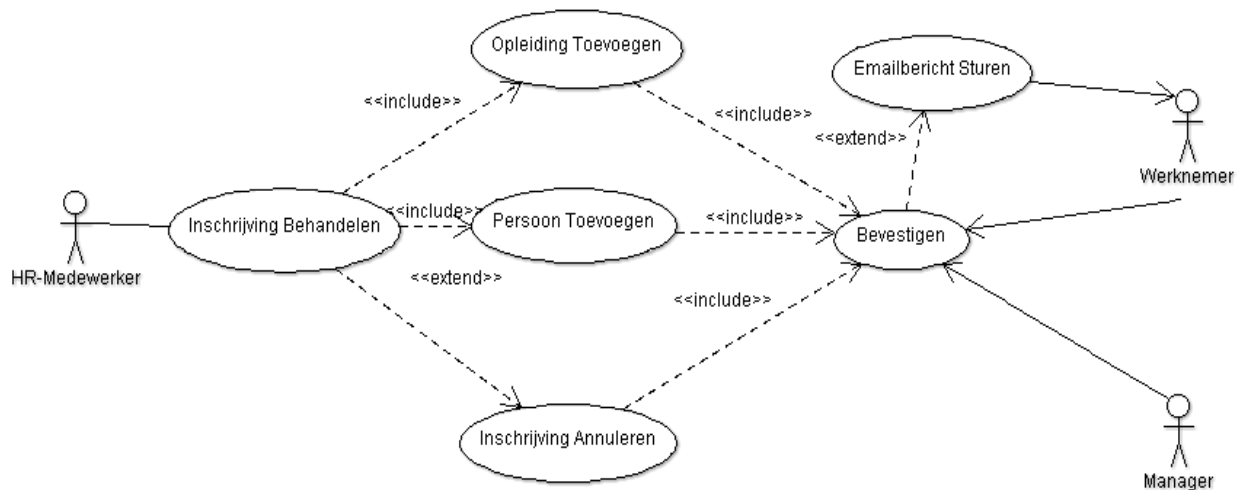 Opleiding Toevoegen
Emailbericht Sturen
<<include>>
<<include>>
<<extend>>
Werknemer
Inschrijving Behandelen
<<include>>
Persoon Toevoegen
<<include>>
Bevestigen
HR-Medewerker
<<extend>>
<<include>>
Inschrijving Annuleren
Manager